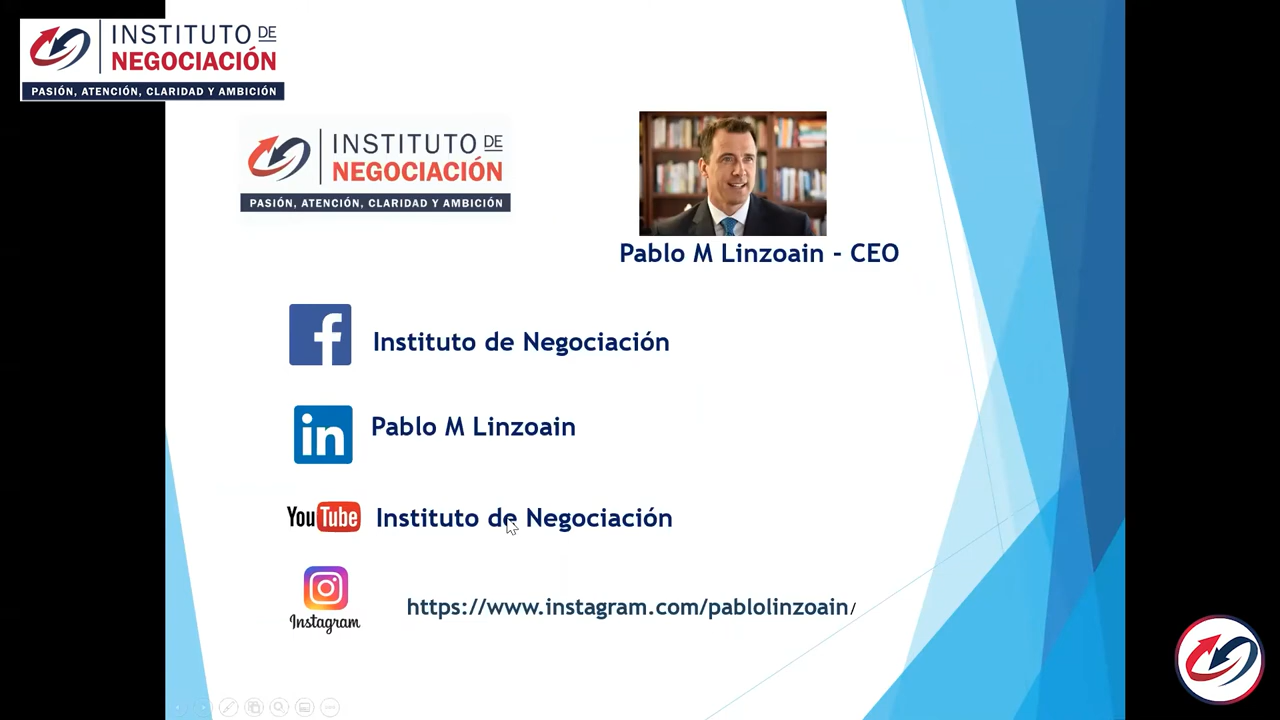 INSTITUTO DE
NEGOCIACIÓN
PASIÓN, ATENCIÓN, CLARIDAD Y AMBICIÓN
INSTITUTO DE
NEGOCIACIÓN
PASIÓN, ATENCIÓN, CLARIDAD Y AMBICIÓN
Pablo M Linzoain - CEO
f Instituto de Negociación
in Pablo M Linzoain
YouTube Instituto de Negociación
Instagram https://www.instagram.com/pablolinzoain/